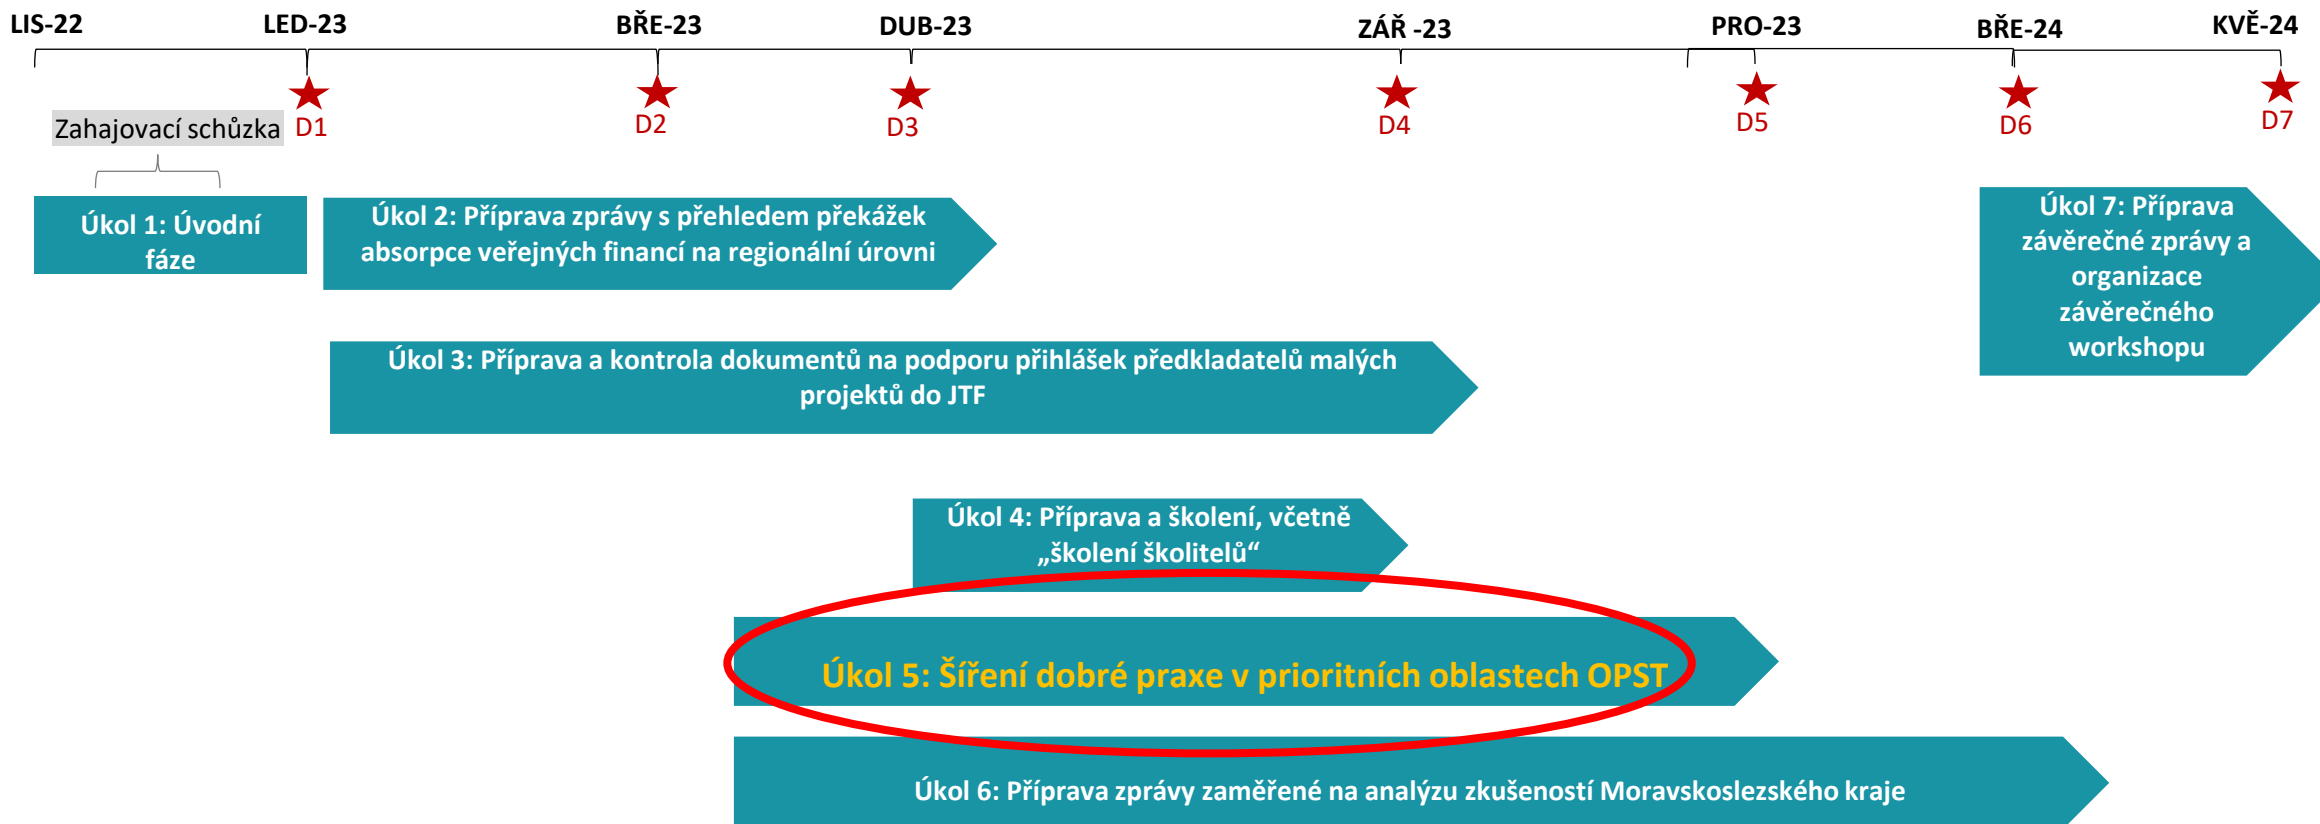 LIS-22
LED-23
BŘE-23
DUB-23
ZÁŘ -23
PRO-23
BŘE-24
KVĚ-24
Zahajovací schůzka
D1
D2
D3
D4
D5
D6
D7
Úkol 1: Úvodní
fáze
Úkol 2: Příprava zprávy s přehledem překážek
absorpce veřejných financí na regionální úrovni
Úkol 7: Příprava
závěrečné zprávy a
organizace
závěrečného
workshopu
Úkol 3: Příprava a kontrola dokumentů na podporu přihlášek předkladatelů malých
projektů do JTF
Úkol 4: Příprava a školení, včetně
„školení školitelů“
Úkol 5: Šíření dobré praxe v prioritních oblastech OPST
Úkol 6: Příprava zprávy zaměřené na analýzu zkušeností Moravskoslezského kraje